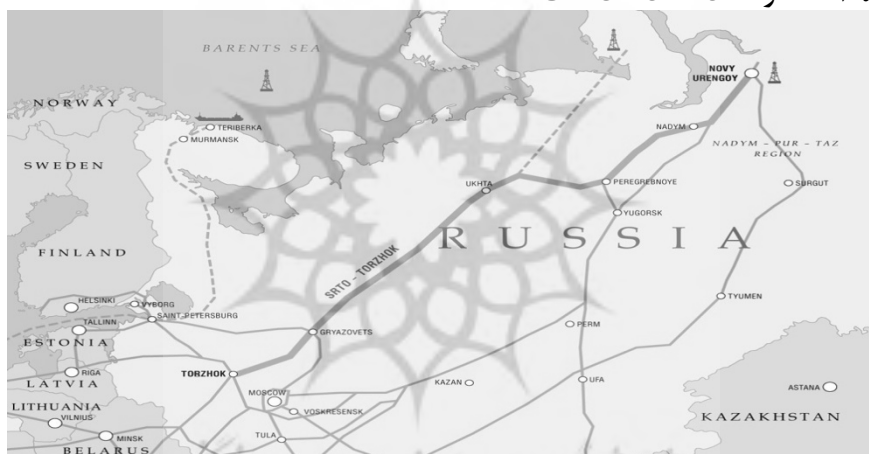 BARENTS SEA
NOVY
URENGOY
NORWAY
TERIBERKA
MURMANSK
NADYM
NADYM - PUR - TAZ
REGION
SWEDEN
UKHTA
PEREGREBNOYE
SURGUT
YUGORSK
RUSSIA
FINLAND
SRTO - TORZHOK
HELSINKI
VYBORG
TYUMEN
SAINT-PETERSBURG
TALLINN
GRYAZOVETS
PERM
ESTONIA
TORZHOK
RIGA
LATVIA
KAZAN
UFA
ASTANA
MOSCOW
LITHUANIA
VOSKRESENSK
VILNIUS
KAZAKHSTAN
TULA
MINSK
BELARUS